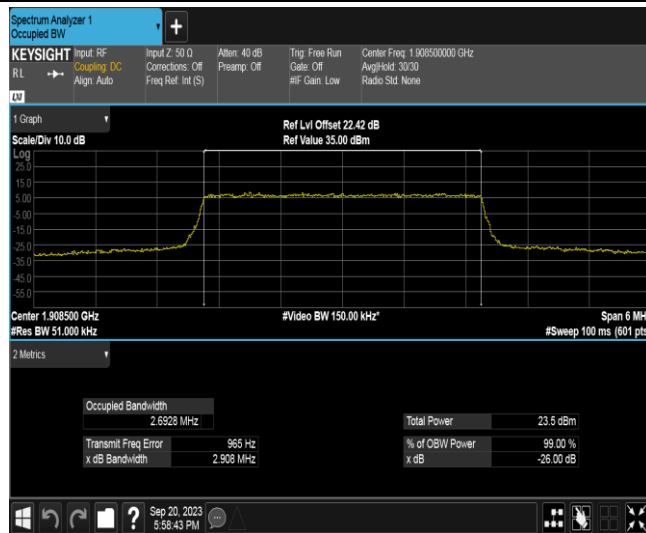 Spectrum Analyzer 1
Occupied BW
+
KEYSIGHT
RL
LXI
Input: RF
Coupling: DC
Align: Auto
Input Z: 50 Ω
Corrections: Off
Freq Ref: Int (S)
Atten: 40 dB
Preamp: Off
Trig: Free Run
Gate: Off
#IF Gain: Low
Center Freq: 1.908500000 GHz
Avg|Hold: 30/30
Radio Std: None
1 Graph
Scale/Div 10.0 dB
Ref Lvl Offset 22.42 dB
Ref Value 35.00 dBm
Log
25.0
15.0
5.00
-5.00
-15.0
-25.0
-35.0
-45.0
-55.0
Center 1.908500 GHz
#Res BW 51.000 kHz
#Video BW 150.00 kHz*
Span 6 MH
#Sweep 100 ms (601 pts
2 Metrics
Occupied Bandwidth
2.6928 MHz
Total Power 23.5 dBm
Transmit Freq Error 965 Hz
% of OBW Power 99.00 %
x dB Bandwidth 2.908 MHz
x dB -26.00 dB
?
Sep 20, 2023
5:58:43 PM